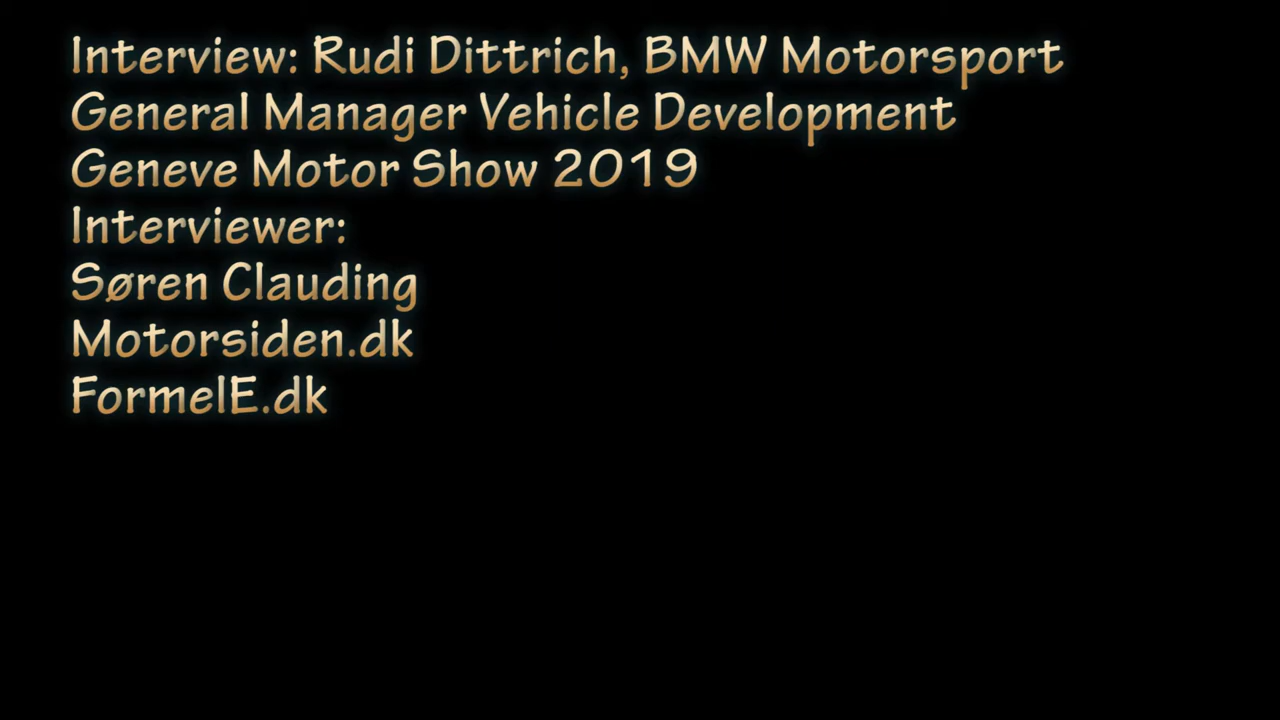 Interview: Rudi Dittrich, BMW Motorsport
General Manager Vehicle Development
Geneve Motor Show 2019
Interviewer:
Søren Clauding
Motorsiden.dk
FormelE.dk